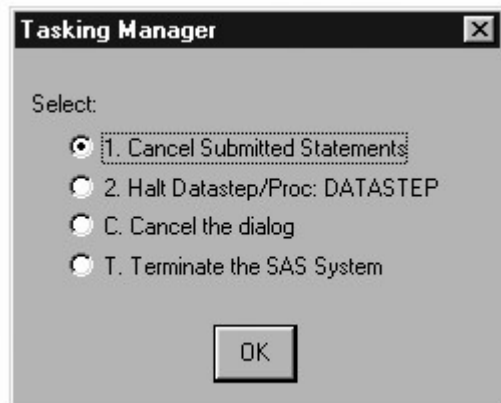 Tasking Manager
Select:
1. Cancel Submitted Statements
2. Halt Datastep/Proc: DATASTEP
C. Cancel the dialog
T. Terminate the SAS System
OK